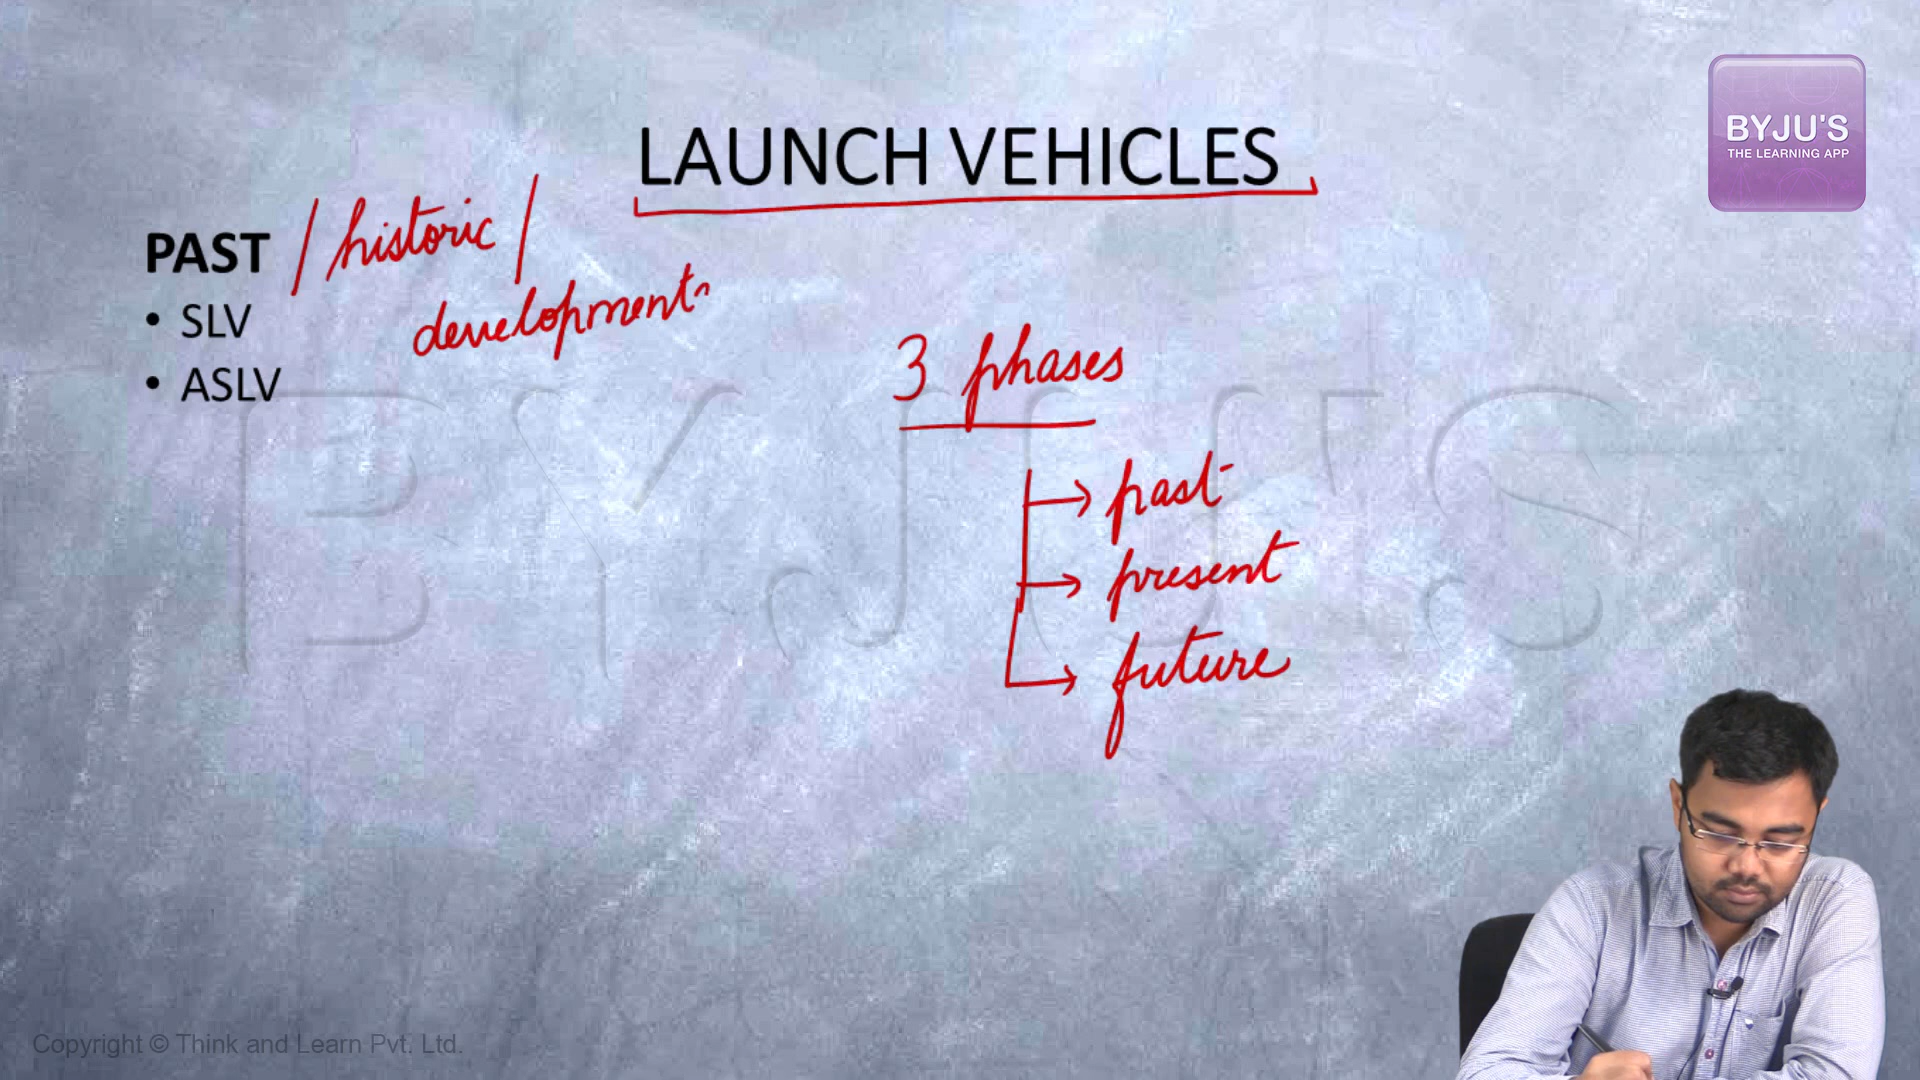 LAUNCH VEHICLES
BYJU'S
THE LEARNING APP
PAST / historic /
development
• SLV
• ASLV
3 phases
→ past
→ present
→ future
BYJU'S
Copyright © Think and Learn Pvt. Ltd.